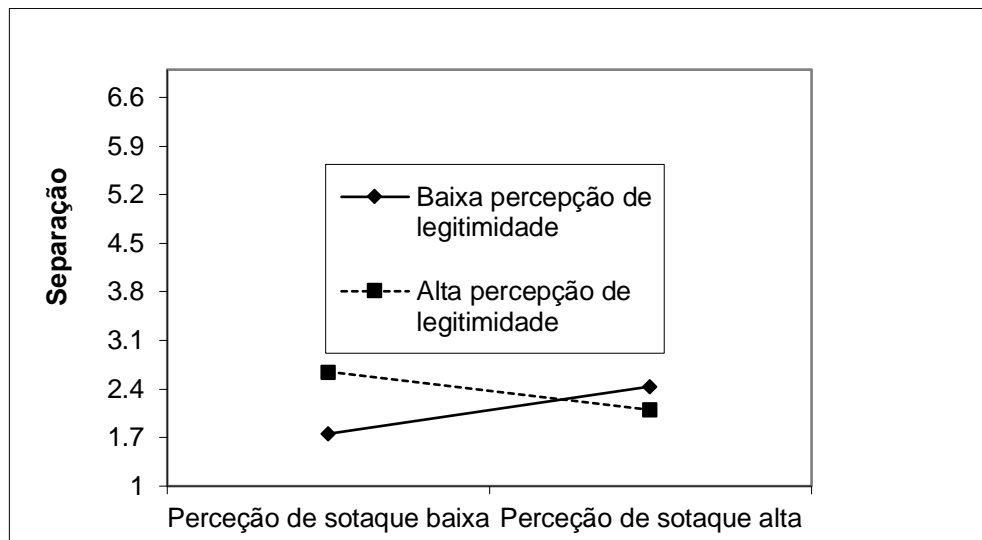 6.6
5.9
5.2
4.5
3.8
3.1
2.4
1.7
1
Separação
Baixa percepção de
legitimidade
Alta percepção de
legitimidade
Perceção de sotaque baixa
Perceção de sotaque alta